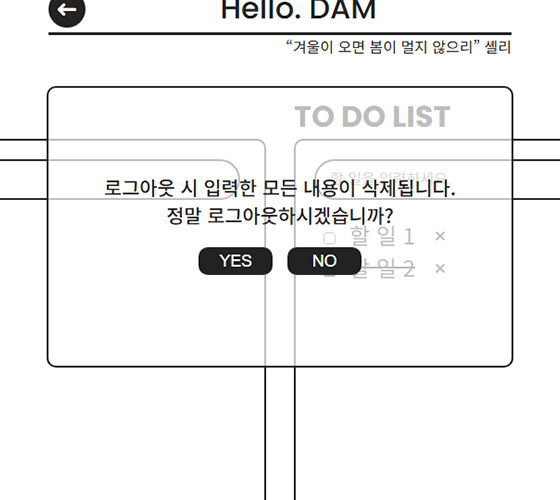 Hello. DAM
“겨울이 오면 봄이 멀지 않으리” 셸리
TO DO LIST
할 일을 입력하세요
로그아웃 시 입력한 모든 내용이 삭제됩니다.
정말 로그아웃하시겠습니까?
할 일 1 ×
YES NO
할 일 2 ×